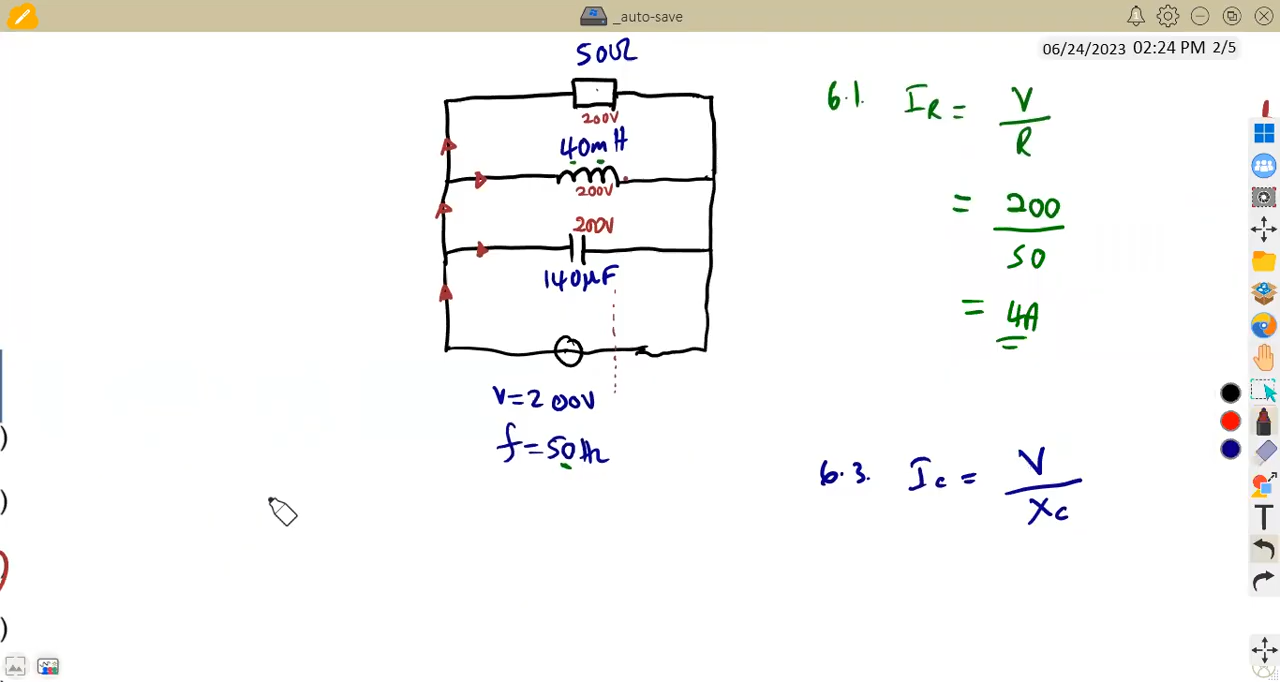 _auto-save
06/24/2023 02:24 PM 2/5
50Ω
200V
40mH
200V
200V
140μF
V=200V
f=50Hz
6.1. IR = V
R
= 200
50
= 4A
6.3. Ic = V
Xc
)
)
)
T